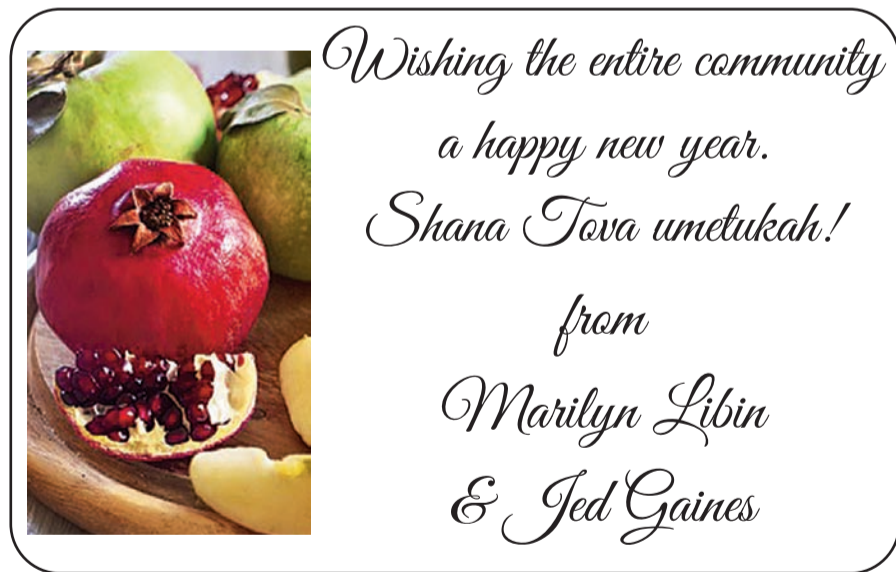 Wishing the entire community
a happy new year.
Shana Tova umetukah!
from
Marilyn Libin
& Jed Gaines